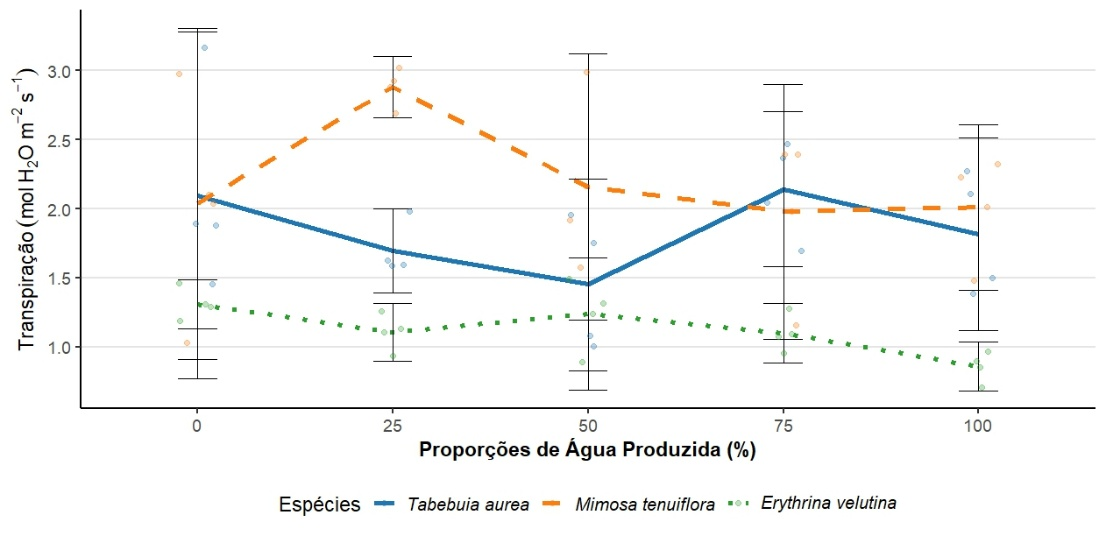 Transpiração (mol H₂O m⁻² s⁻¹)
3.0
2.5
2.0
1.5
1.0
0 25 50 75 100
Proporções de Água Produzida (%)
Espécies Tabebuia aurea Mimosa tenuiflora Erythrina velutina